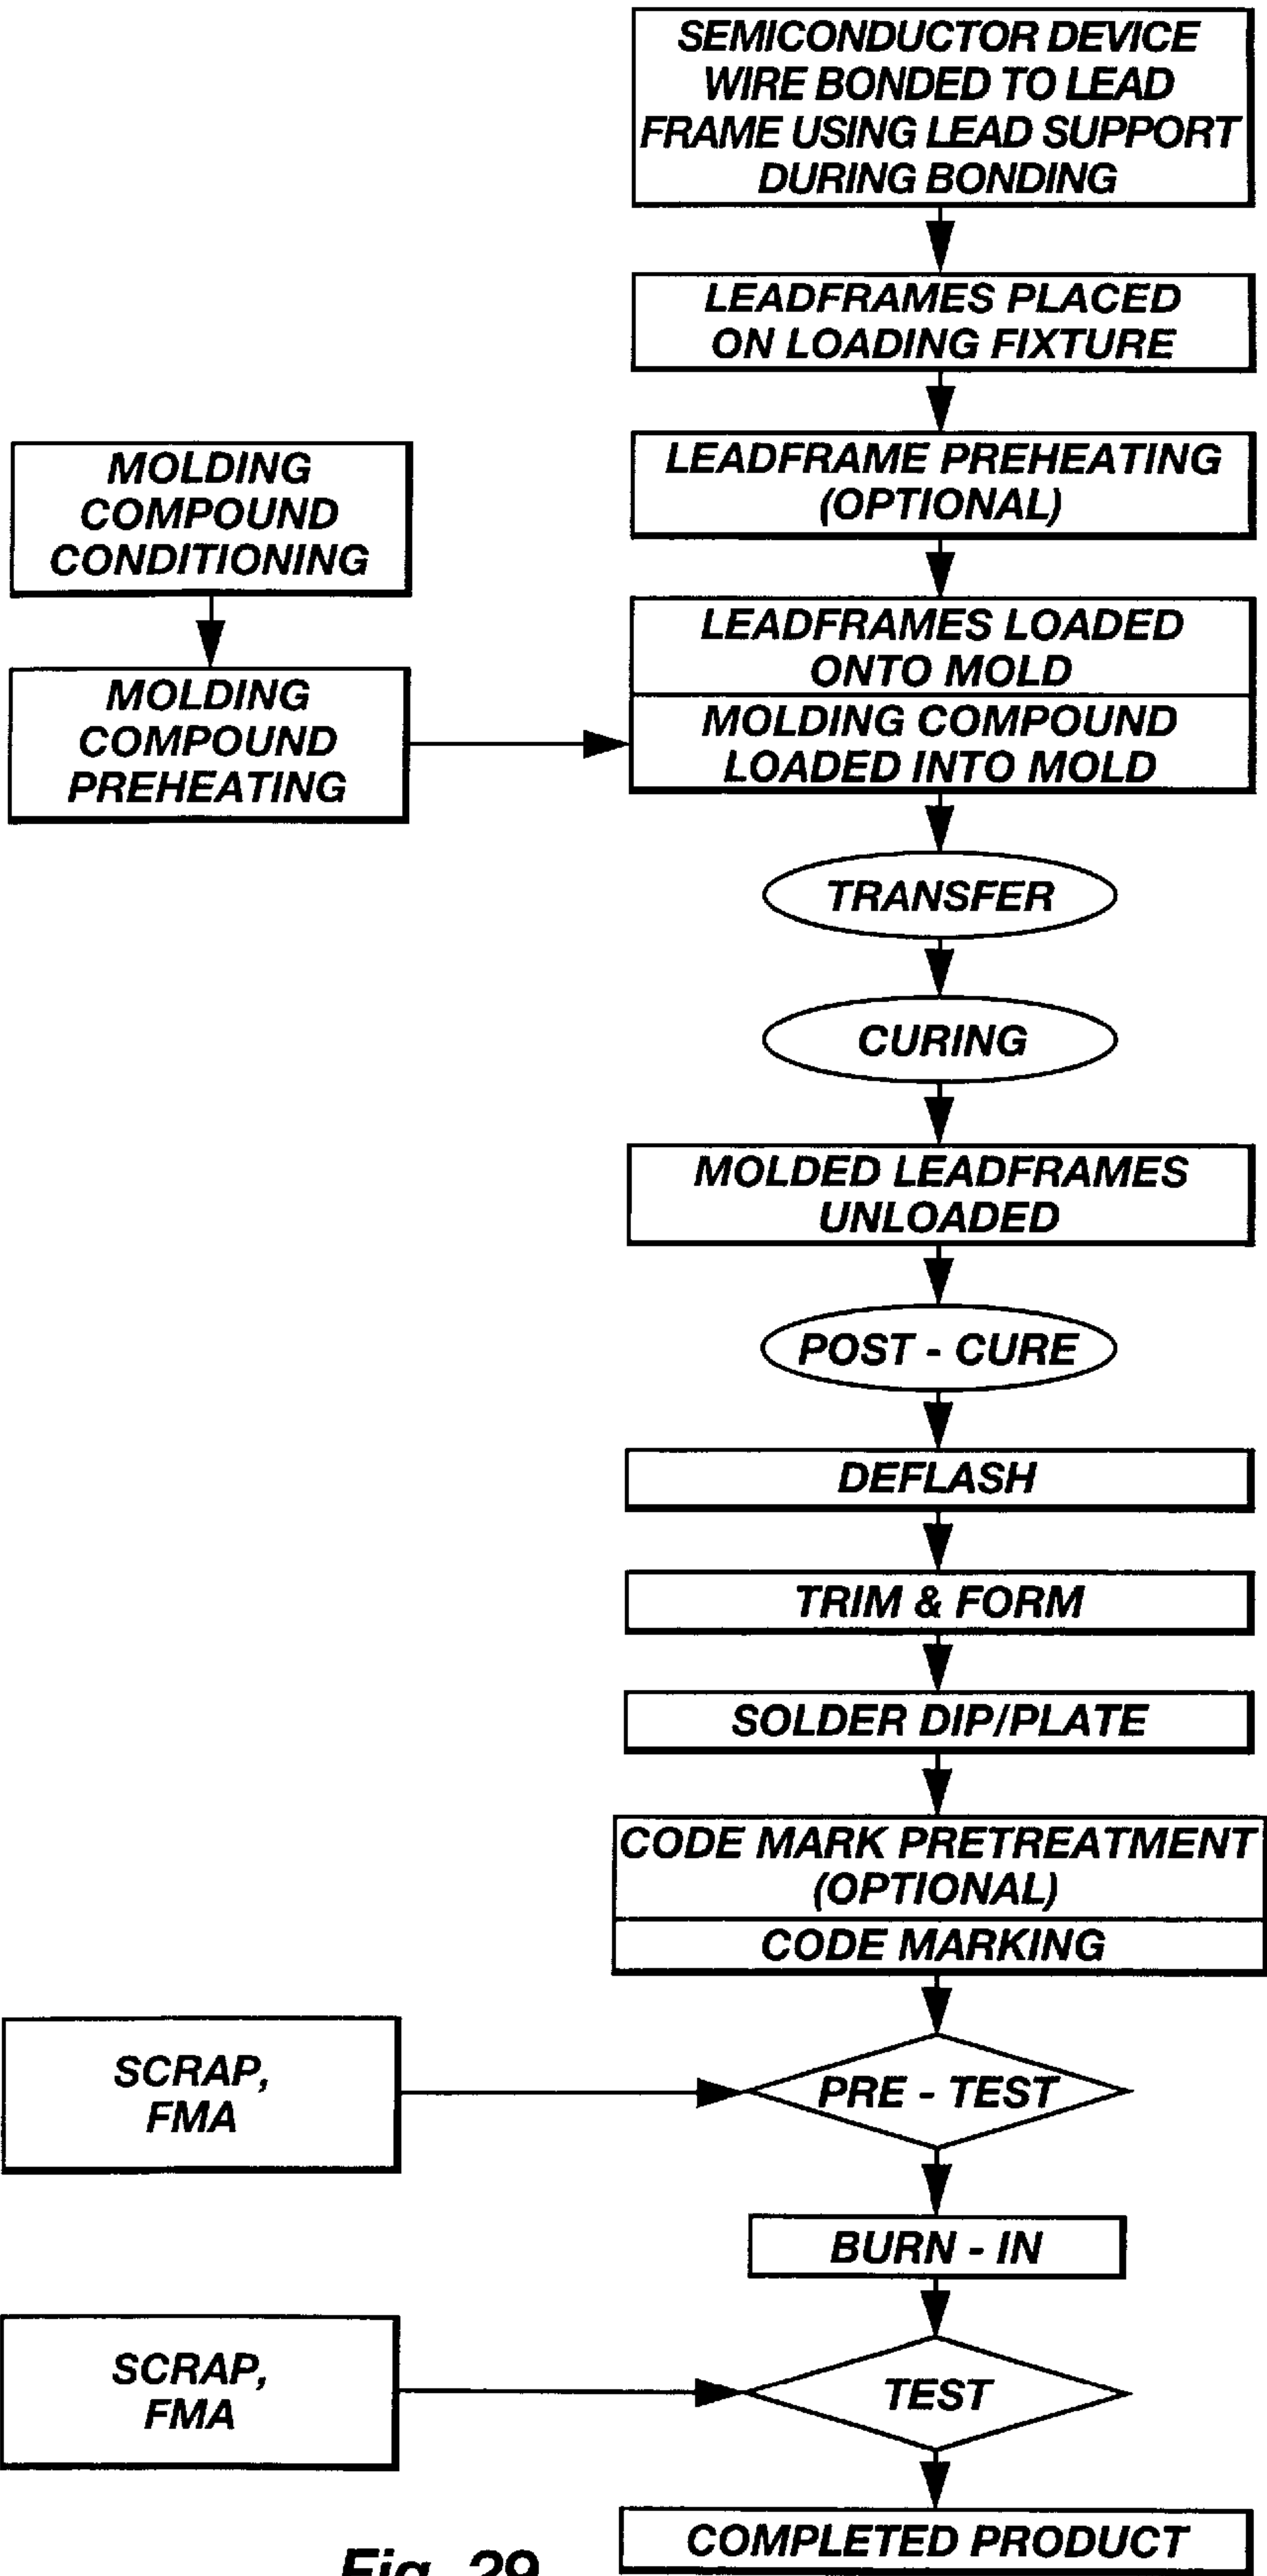 SEMICONDUCTOR DEVICE
WIRE BONDED TO LEAD
FRAME USING LEAD SUPPORT
DURING BONDING
LEADFRAMES PLACED
ON LOADING FIXTURE
LEADFRAME PREHEATING
(OPTIONAL)
MOLDING
COMPOUND
CONDITIONING
MOLDING
COMPOUND
PREHEATING
LEADFRAMES LOADED
ONTO MOLD
MOLDING COMPOUND
LOADED INTO MOLD
TRANSFER
CURING
MOLDED LEADFRAMES
UNLOADED
POST - CURE
DEFLASH
TRIM & FORM
SOLDER DIP/PLATE
CODE MARK PRETREATMENT
(OPTIONAL)
CODE MARKING
SCRAP,
FMA
PRE - TEST
BURN - IN
SCRAP,
FMA
TEST
COMPLETED PRODUCT
Fig. 29